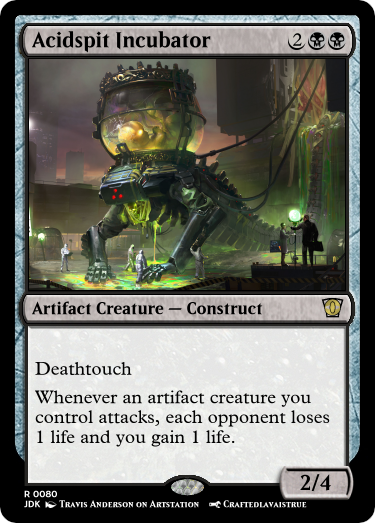 Acidspit Incubator 2
Artifact Creature — Construct
Deathtouch
Whenever an artifact creature you
control attacks, each opponent loses
1 life and you gain 1 life.
2/4
R 0080
JDK Travis Anderson on Artstation Craftedlavaistrue